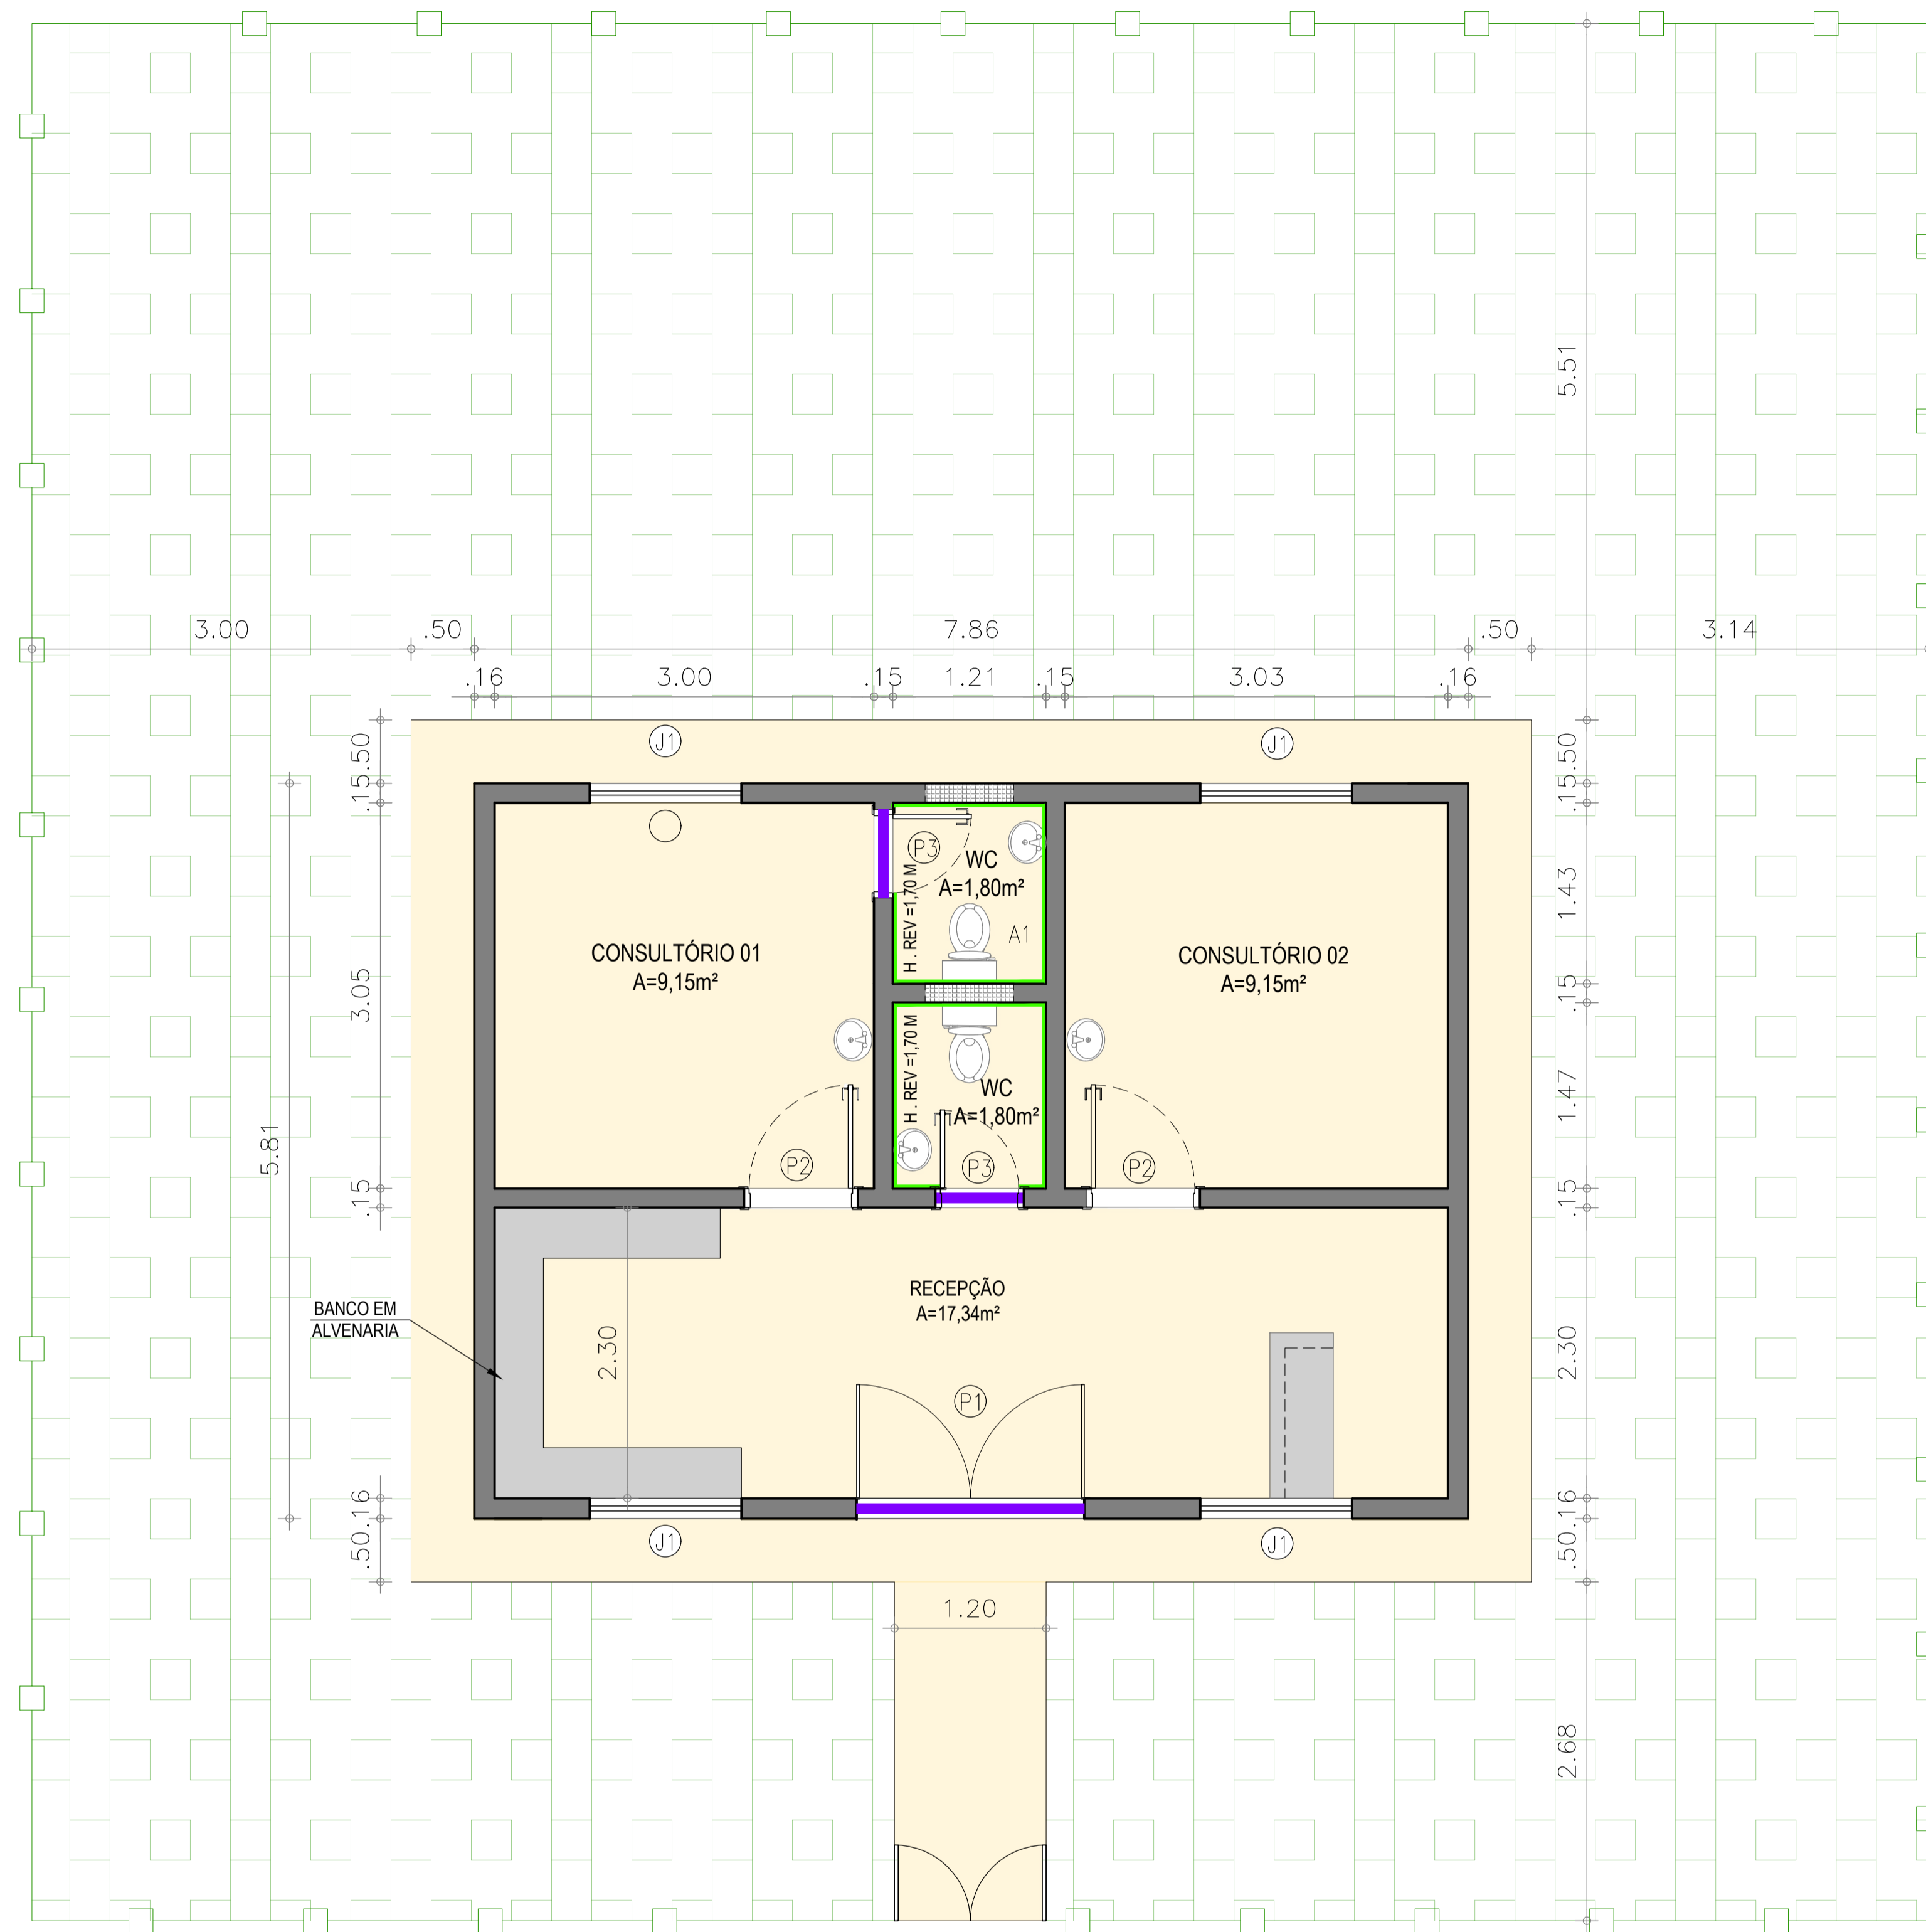 5.51
3.00
.50
7.86
.50
3.14
.16
3.00
.15
1.21
.15
3.03
.16
.50
.15
J1
J1
.50
.15
P3
WC
A=1,80m²
H . REV =1,70 M
A1
1.43
CONSULTÓRIO 01
A=9,15m²
CONSULTÓRIO 02
A=9,15m²
3.05
.15
H . REV =1,70 M
WC
A=1,80m²
1.47
5.81
P2
P3
P2
.15
.15
RECEPÇÃO
A=17,34m²
BANCO EM
ALVENARIA
2.30
2.30
P1
.16
.50
.16
.50
J1
J1
1.20
2.68